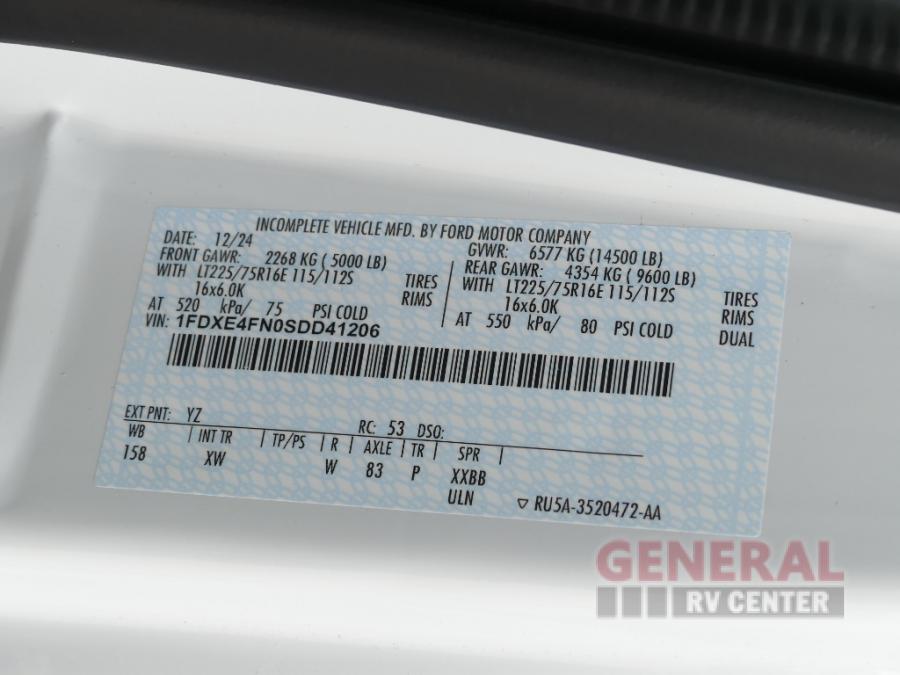 INCOMPLETE VEHICLE MFD. BY FORD MOTOR COMPANY
DATE: 12/24 GVWR: 6577 KG (14500 LB)
FRONT GAWR: 2268 KG ( 5000 LB) REAR GAWR: 4354 KG ( 9600 LB)
WITH LT225/75R16E 115/112S TIRES WITH LT225/75R16E 115/112S TIRES
16x6.0K RIMS 16x6.0K RIMS
AT 520 kPa/ 75 PSI COLD AT 550 kPa/ 80 PSI COLD DUAL
VIN: 1FDXE4FN0SDD41206
EXT PNT: YZ RC: 53 DSO:
WB INT TR TP/PS R AXLE TR SPR
158 XW W 83 P XXBB
ULN ▽ RU5A-3520472-AA
GENERAL
RV CENTER